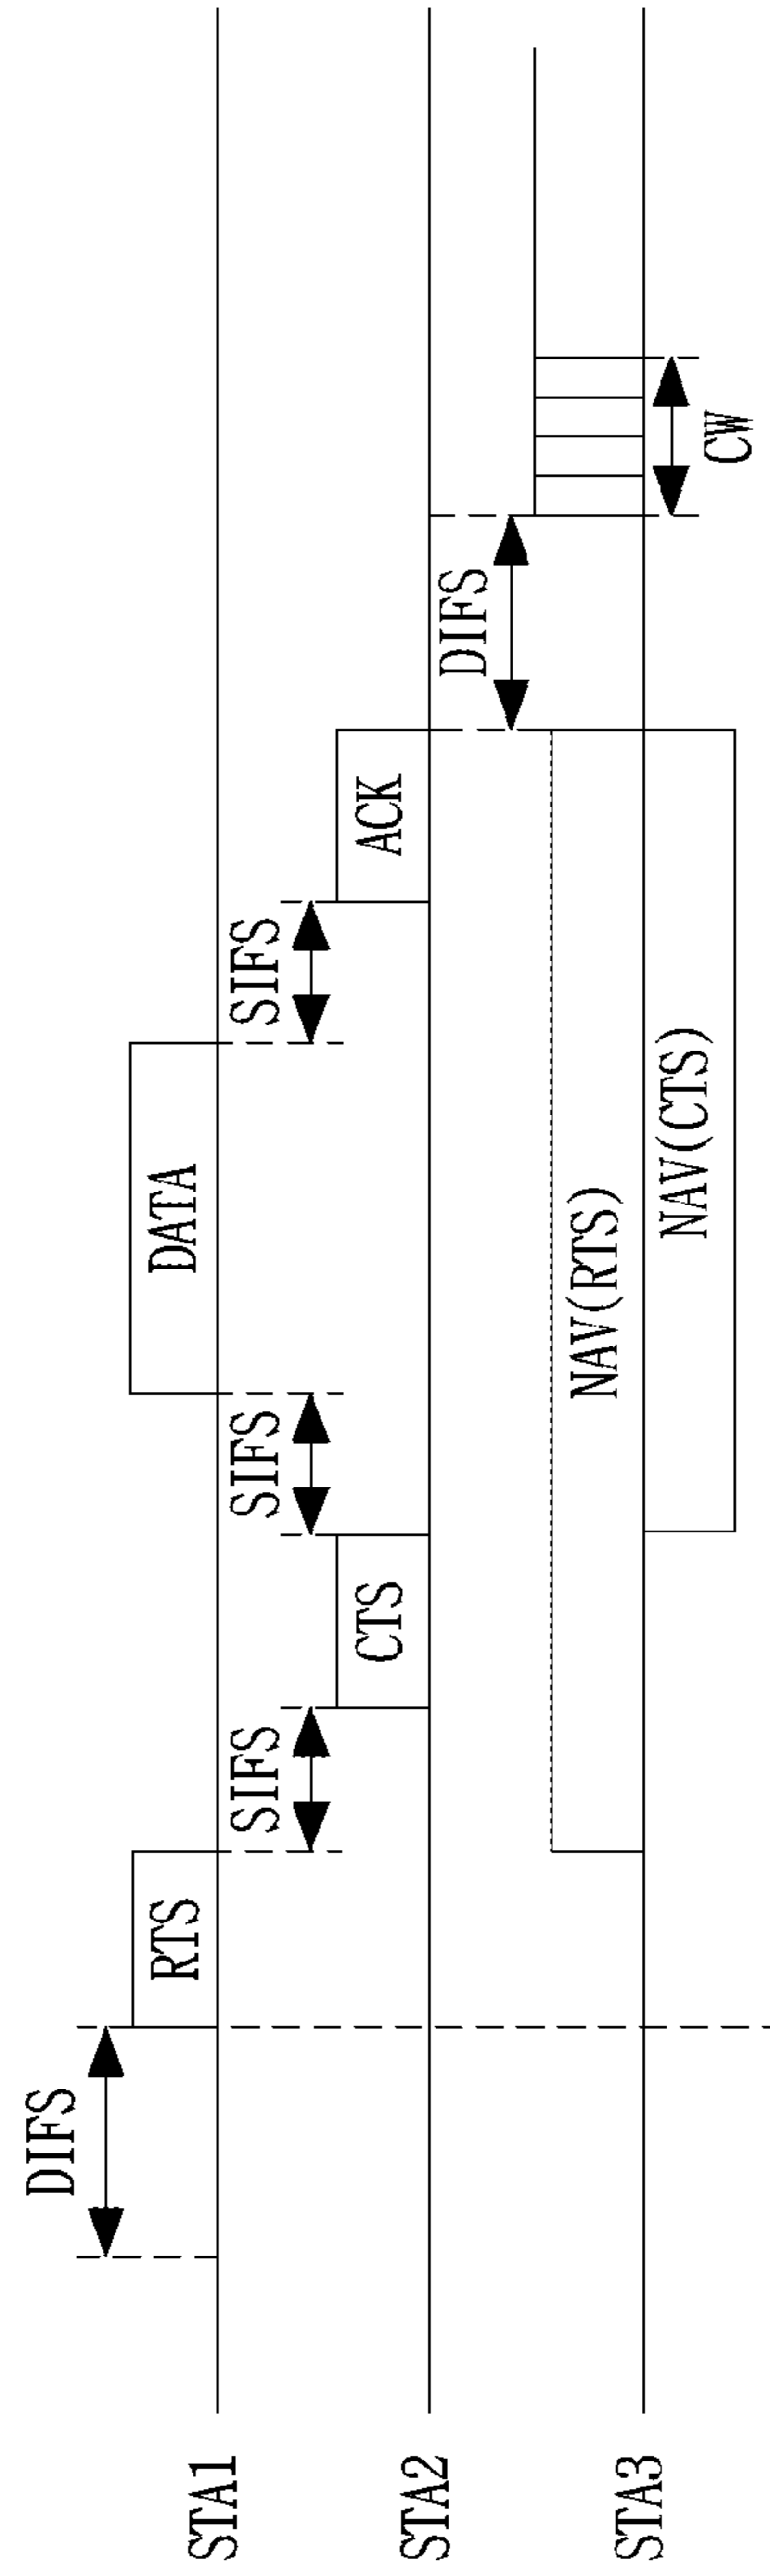 DIFS
RTS
DATA
STA1
SIFS
SIFS
SIFS
CTS
ACK
STA2
DIFS
NAV(RTS)
STA3
NAV(CTS)
CW